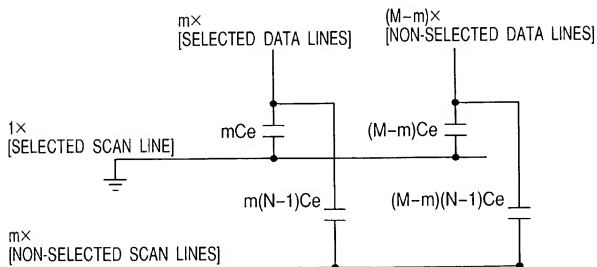 m×
[SELECTED DATA LINES]
(M−m)×
[NON-SELECTED DATA LINES]
1×
[SELECTED SCAN LINE]
mCe
(M−m)Ce
m(N−1)Ce
(M−m)(N−1)Ce
m×
[NON-SELECTED SCAN LINES]